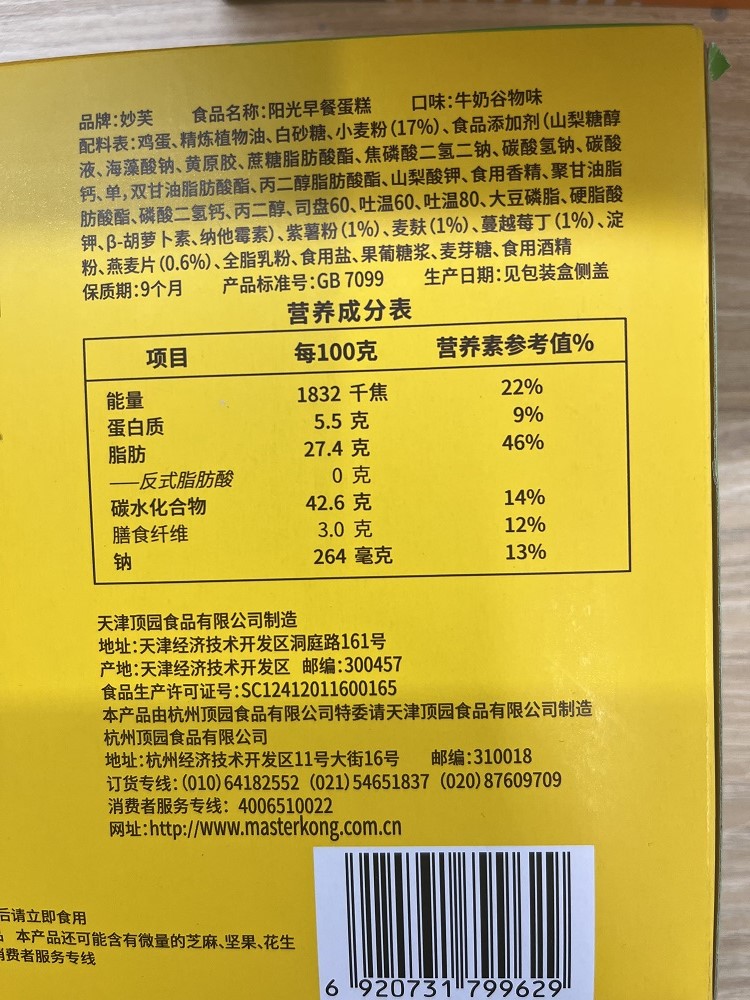 品牌:妙芙 食品名称:阳光早餐蛋糕 口味:牛奶谷物味
配料表:鸡蛋、精炼植物油、白砂糖、小麦粉(17%)、食品添加剂(山梨糖醇
液、海藻酸钠、黄原胶、蔗糖脂肪酸酯、焦磷酸二氢二钠、碳酸氢钠、碳酸
钙、单,双甘油脂肪酸酯、丙二醇脂肪酸酯、山梨酸钾、食用香精、聚甘油脂
肪酸酯、磷酸二氢钙、丙二醇、司盘60、吐温60、吐温80、大豆磷脂、硬脂酸
钾、β-胡萝卜素、纳他霉素)、紫薯粉(1%)、麦麸(1%)、蔓越莓丁(1%)、淀
粉、燕麦片(0.6%)、全脂乳粉、食用盐、果葡糖浆、麦芽糖、食用酒精
保质期:9个月 产品标准号:GB 7099 生产日期:见包装盒侧盖
营养成分表
项目 每100克 营养素参考值%
能量 1832 千焦 22%
蛋白质 5.5 克 9%
脂肪 27.4 克 46%
——反式脂肪酸 0 克
碳水化合物 42.6 克 14%
膳食纤维 3.0 克 12%
钠 264 毫克 13%
天津顶园食品有限公司制造
地址:天津经济技术开发区洞庭路161号
产地:天津经济技术开发区 邮编:300457
食品生产许可证号:SC12412011600165
本产品由杭州顶园食品有限公司特委请天津顶园食品有限公司制造
杭州顶园食品有限公司
地址:杭州经济技术开发区11号大街16号 邮编:310018
订货专线:(010)64182552 (021)54651837 (020)87609709
消费者服务专线: 4006510022
网址:http://www.masterkong.com.cn
后请立即食用
本产品还可能含有微量的芝麻、坚果、花生
消费者服务专线
6 920731 799629